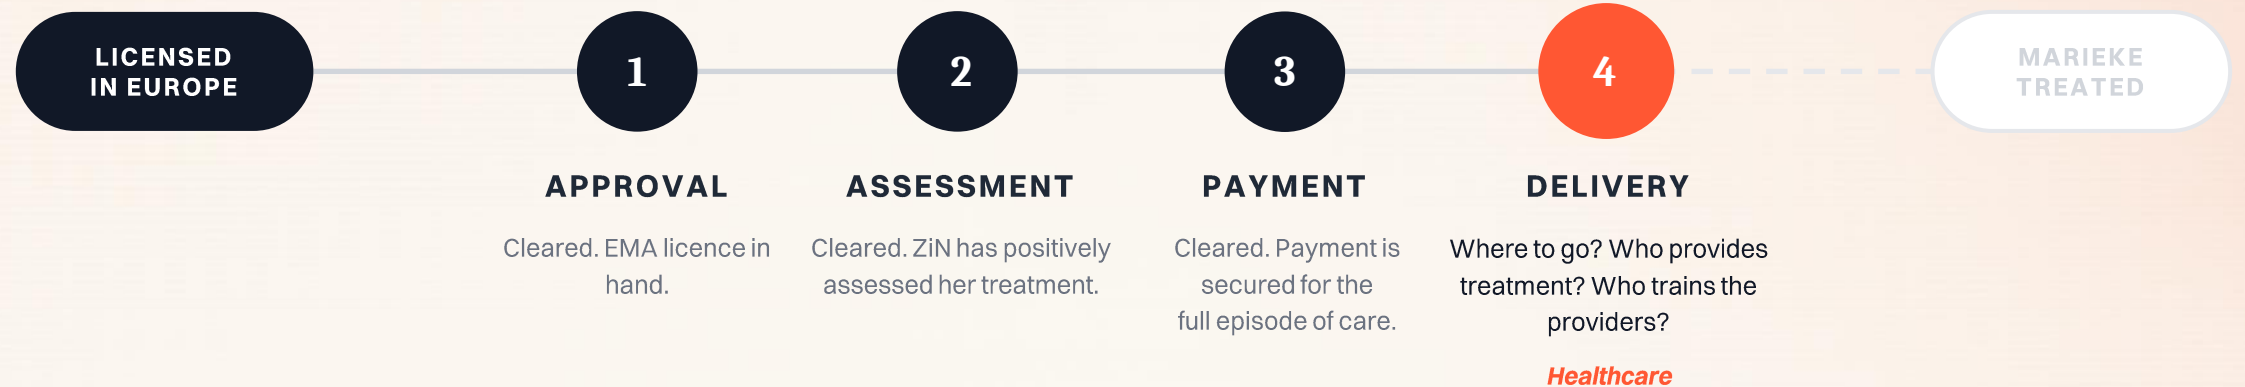 LICENSED
IN EUROPE
1
2
3
4
MARIEKE
TREATED
APPROVAL
Cleared. EMA licence in
hand.
ASSESSMENT
Cleared. ZiN has positively
assessed her treatment.
PAYMENT
Cleared. Payment is
secured for the
full episode of care.
DELIVERY
Where to go? Who provides
treatment? Who trains the
providers?
Healthcare